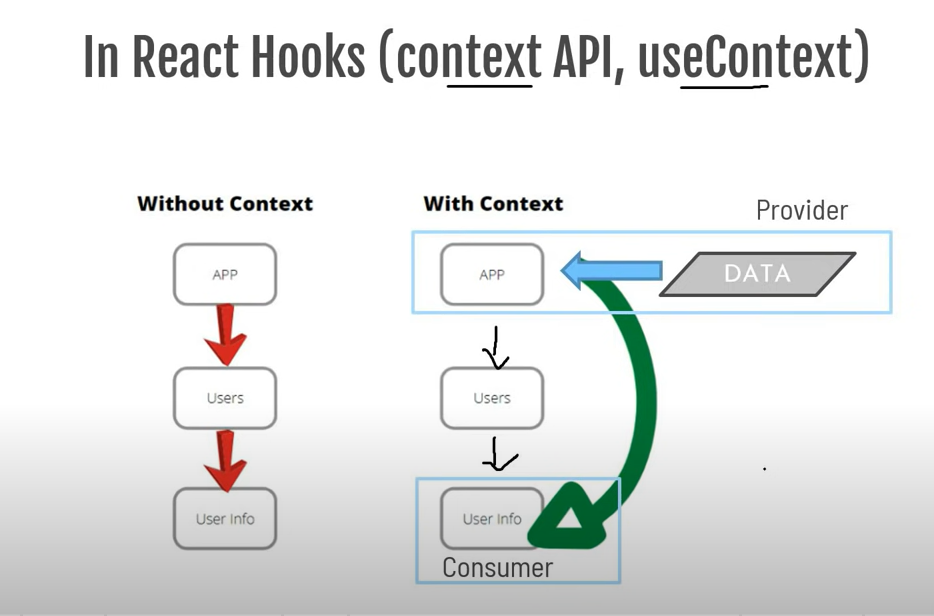 In React Hooks (context API, useContext)
Without Context
With Context
Provider
APP
APP
DATA
Users
Users
User Info
User Info
Consumer